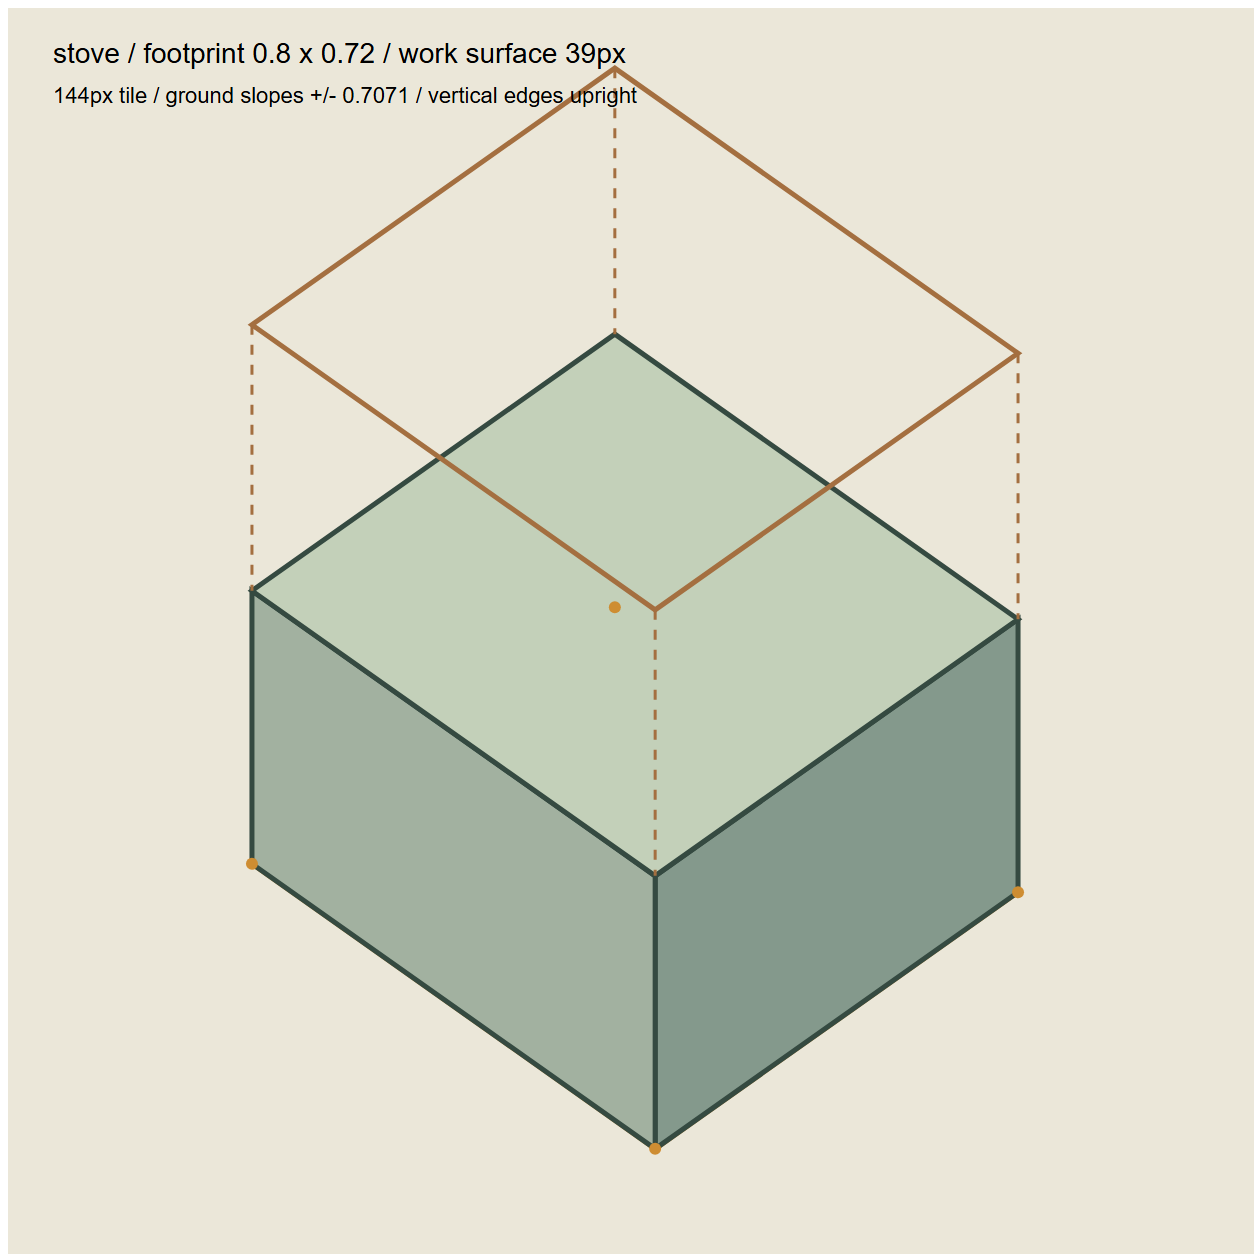 stove / footprint 0.8 x 0.72 / work surface 39px
144px tile / ground slopes +/- 0.7071 / vertical edges upright